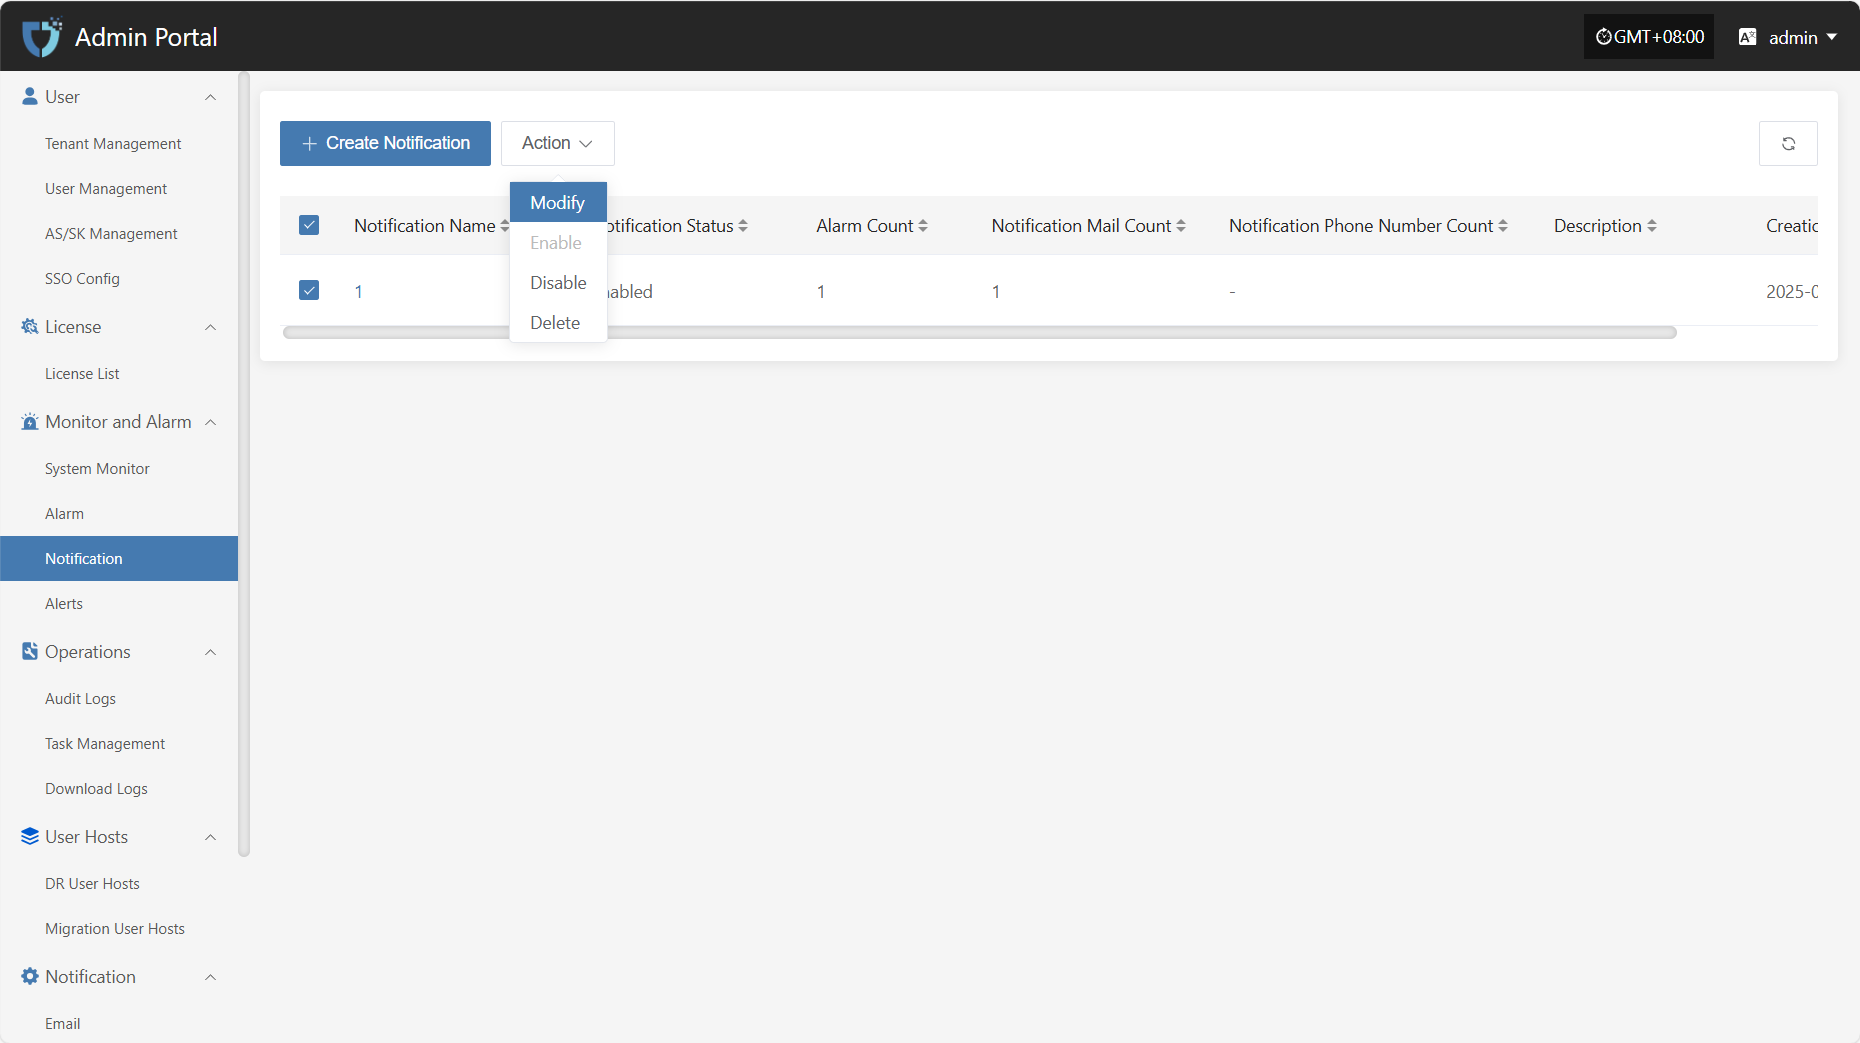 Admin Portal
GMT+08:00
admin
User
Tenant Management
User Management
AS/SK Management
SSO Config
License
License List
Monitor and Alarm
System Monitor
Alarm
Notification
Alerts
Operations
Audit Logs
Task Management
Download Logs
User Hosts
DR User Hosts
Migration User Hosts
Notification
Email
Create Notification
Action
Modify
Enable
Disable
Delete
Notification Name otification Status Alarm Count Notification Mail Count Notification Phone Number Count Description Creatio
1 abled 1 1 - 2025-0